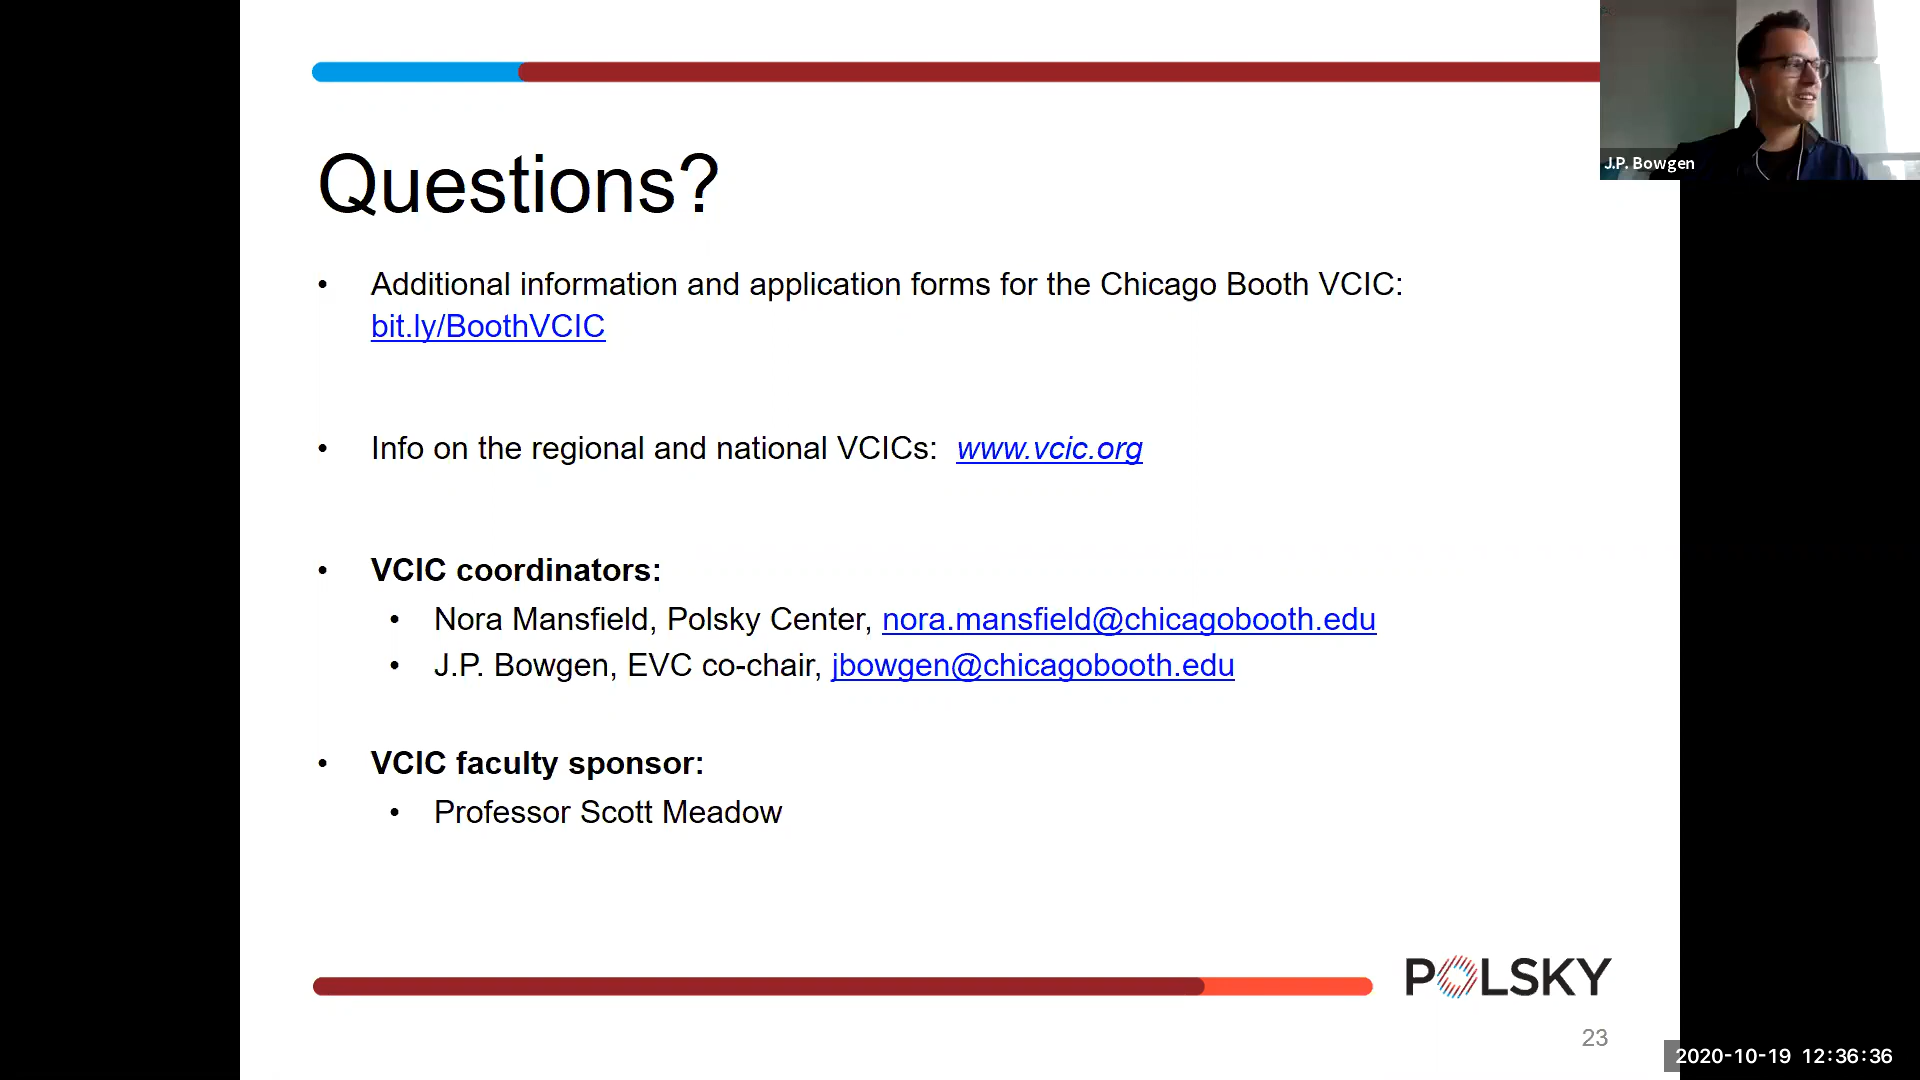 J.P. Bowgen
Questions?
• Additional information and application forms for the Chicago Booth VCIC:
bit.ly/BoothVCIC
• Info on the regional and national VCICs: www.vcic.org
• VCIC coordinators:
• Nora Mansfield, Polsky Center, nora.mansfield@chicagobooth.edu
• J.P. Bowgen, EVC co-chair, jbowgen@chicagobooth.edu
• VCIC faculty sponsor:
• Professor Scott Meadow
POLSKY
23
2020-10-19 12:36:36